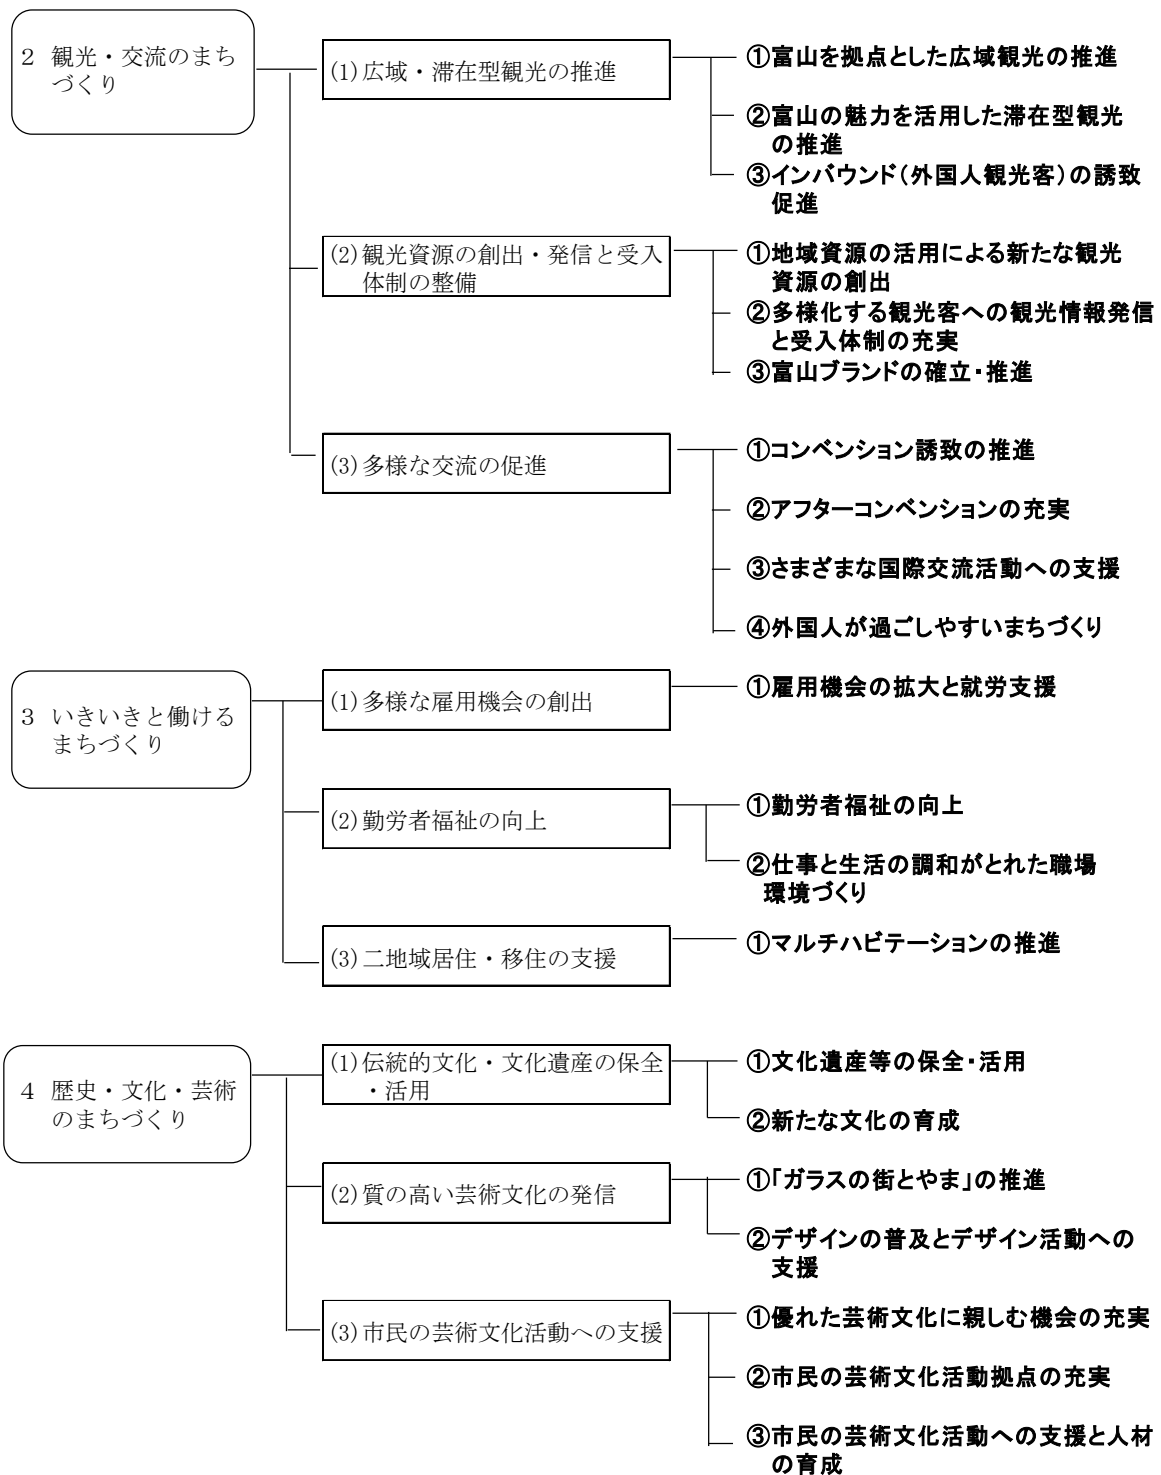 ２ 観光・交流のまち
づくり
(1)広域・滞在型観光の推進
①富山を拠点とした広域観光の推進
②富山の魅力を活用した滞在型観光
の推進
③インバウンド（外国人観光客）の誘致
促進
(2)観光資源の創出・発信と受入
体制の整備
①地域資源の活用による新たな観光
資源の創出
②多様化する観光客への観光情報発信
と受入体制の充実
③富山ブランドの確立・推進
(3)多様な交流の促進
①コンベンション誘致の推進
②アフターコンベンションの充実
③さまざまな国際交流活動への支援
④外国人が過ごしやすいまちづくり
３ いきいきと働ける
まちづくり
(1)多様な雇用機会の創出
①雇用機会の拡大と就労支援
(2)勤労者福祉の向上
①勤労者福祉の向上
②仕事と生活の調和がとれた職場
環境づくり
(3)二地域居住・移住の支援
①マルチハビテーションの推進
４ 歴史・文化・芸術
のまちづくり
(1)伝統的文化・文化遺産の保全
・活用
①文化遺産等の保全・活用
②新たな文化の育成
(2)質の高い芸術文化の発信
①「ガラスの街とやま」の推進
②デザインの普及とデザイン活動への
支援
(3)市民の芸術文化活動への支援
①優れた芸術文化に親しむ機会の充実
②市民の芸術文化活動拠点の充実
③市民の芸術文化活動への支援と人材
の育成